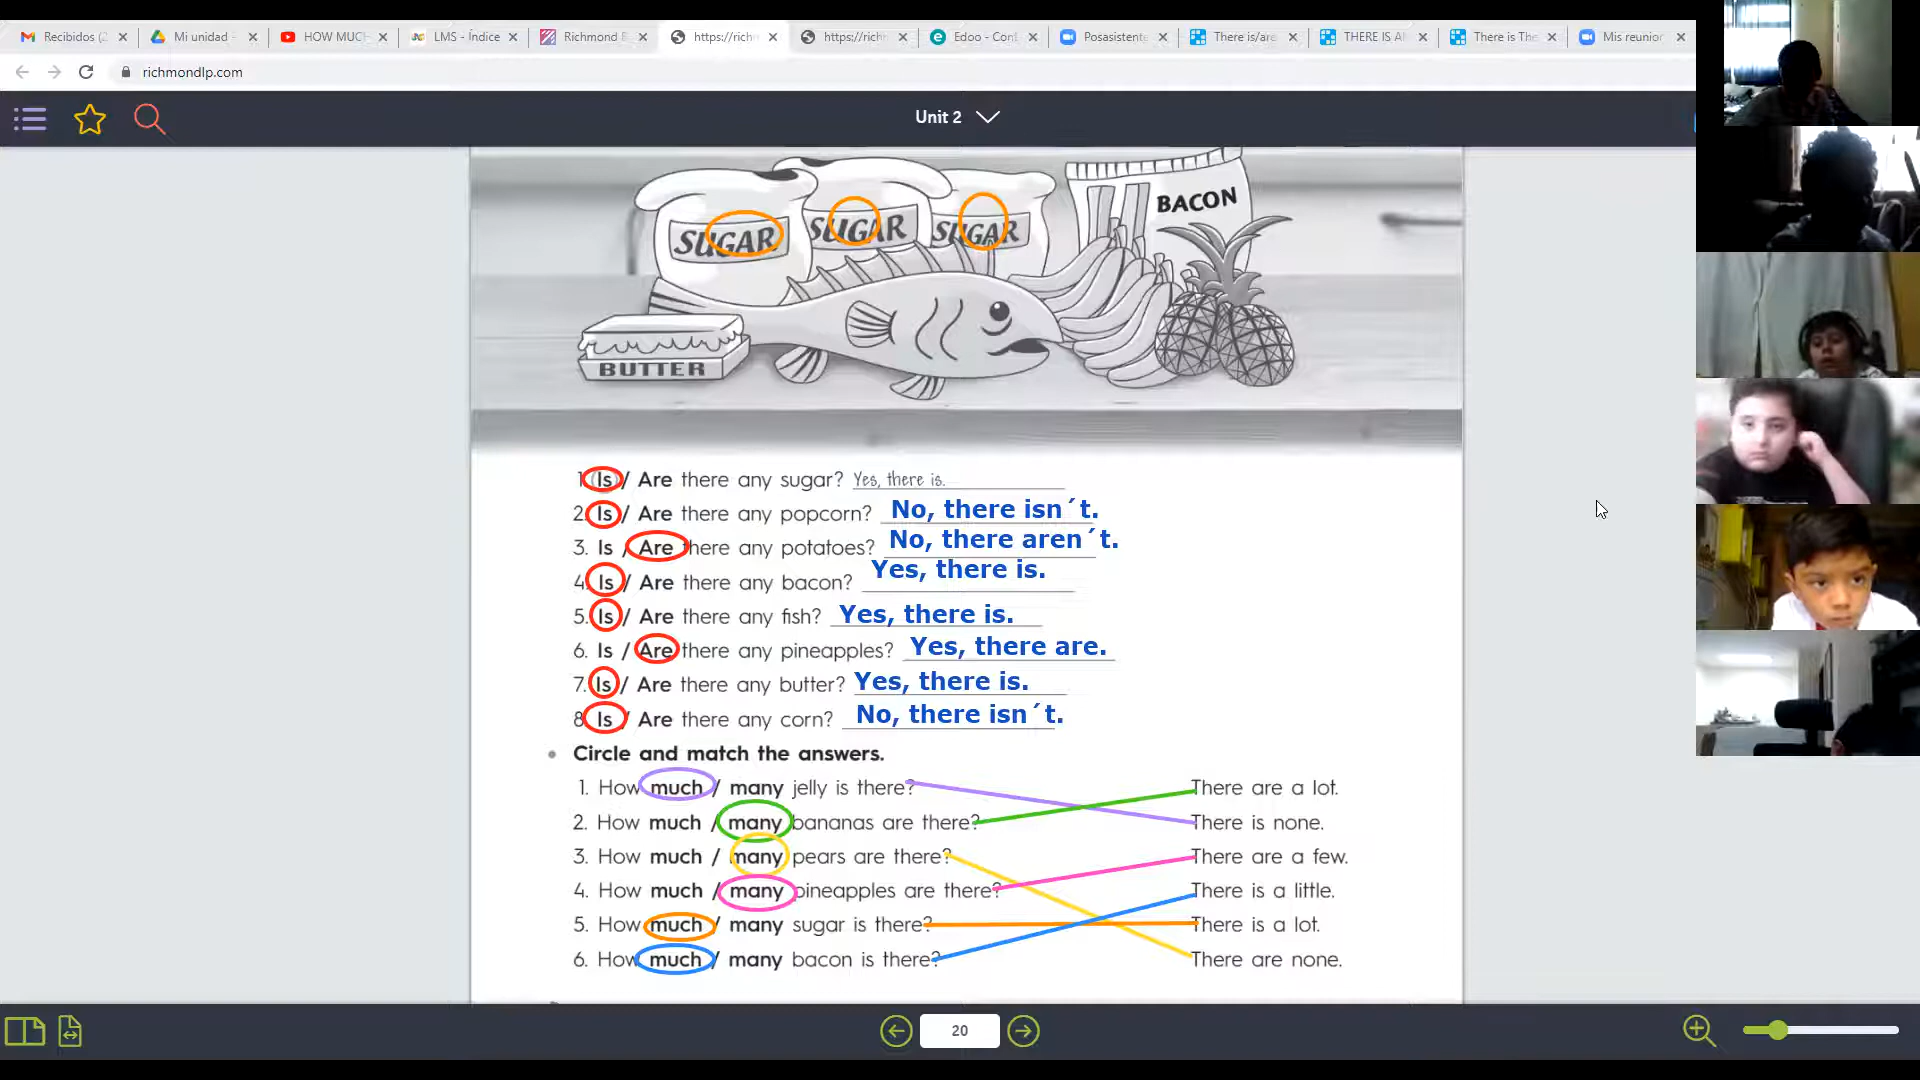 Recibidos (2
Mi unidad -
HOW MUCH
LMS - Índice
Richmond E
https://rich
https://rich
Edoo - Cont
Posasistente
There is/are
THERE IS A
There is The
Mis reunion
richmondlp.com
Unit 2
SUGAR
SUGAR
SUGAR
BACON
BUTTER
1 Is / Are there any sugar? Yes, there is.
2. Is / Are there any popcorn? No, there isn´t.
3. Is / Are there any potatoes? No, there aren´t.
4 Is / Are there any bacon? Yes, there is.
5. Is / Are there any fish? Yes, there is.
6. Is / Are there any pineapples? Yes, there are.
7. Is / Are there any butter? Yes, there is.
8 Is / Are there any corn? No, there isn´t.
• Circle and match the answers.
1. How much / many jelly is there? There are a lot.
2. How much / many bananas are there? There is none.
3. How much / many pears are there? There are a few.
4. How much / many pineapples are there? There is a little.
5. How much / many sugar is there? There is a lot.
6. How much / many bacon is there? There are none.
20